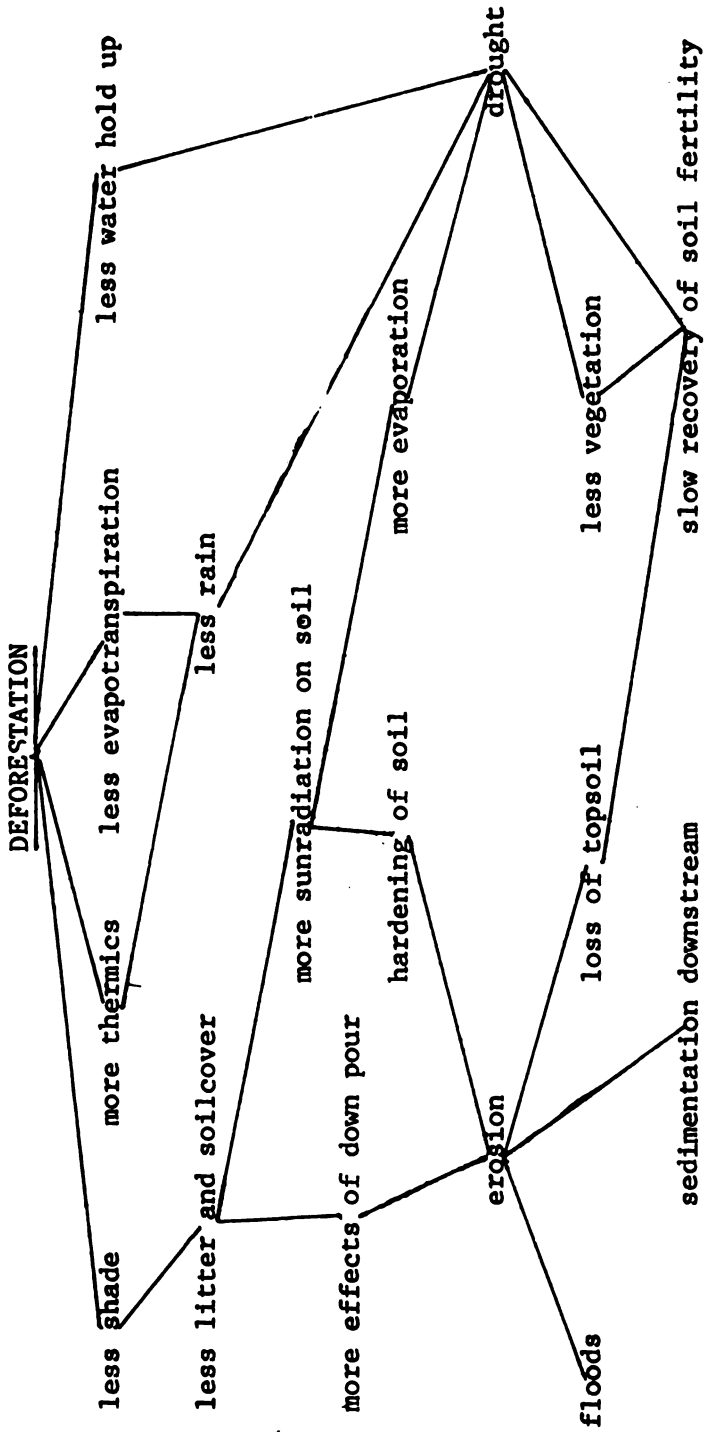 DEFORESTATION
less shade
more thermics
less evapotranspiration
less water hold up
less litter and soilcover
less rain
more sunradiation on soil
more effects of down pour
hardening of soil
more evaporation
erosion
drought
floods
loss of topsoil
less vegetation
sedimentation downstream
slow recovery of soil fertility